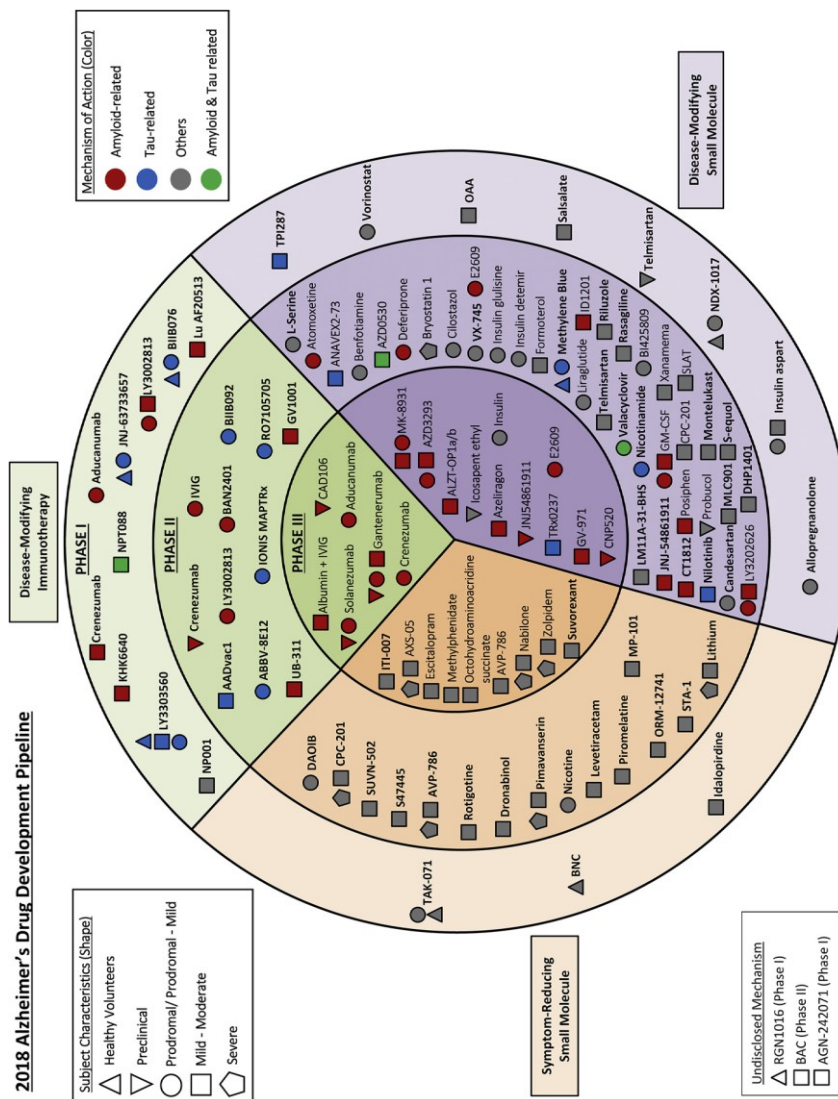 2018 Alzheimer's Drug Development Pipeline
Subject Characteristics (Shape)
Healthy Volunteers
Preclinical
Prodromal/ Prodromal - Mild
Mild - Moderate
Severe
Mechanism of Action (Color)
Amyloid-related
Tau-related
Others
Amyloid & Tau related
Disease-Modifying
Immunotherapy
PHASE I
NP001
LY3303560
KHK6640
Crenezumab
NPT088
Aducanumab
JNJ-63733657
LY3002813
BIIB076
Lu AF20513
PHASE II
UB-311
ABBV-8E12
AADvac1
Crenezumab
LY3002813
IONIS MAPTRx
BAN2401
IVIG
BIIB092
RO7105705
GV1001
PHASE III
Albumin + IVIG
Solanezumab
Gantenerumab
Crenezumab
CAD106
Aducanumab
Disease-Modifying
Small Molecule
TPI287
Vorinostat
OAA
Salsalate
Telmisartan
NDX-1017
Insulin aspart
Allopregnanolone
L-Serine
Atomoxetine
ANAVEX2-73
Benfotiamine
AZD0530
Deferiprone
Bryostatin 1
Cilostazol
VX-745
E2609
Insulin glulisine
Insulin detemir
Formoterol
Methylene Blue
Liraglutide
ID1201
Telmisartan
Riluzole
Rasagline
Valacyclovir
BI425809
Nicotinamide
Xanamema
LM11A-31-BHS
GM-CSF
SLAT
JNJ-54861911
CPC-201
CT1812
Posiphen
Montelukast
Nilotinib
Probucol
S-equol
Candesartan
MLC901
LY3202626
DHP1401
MK-8931
AZD3293
ALZT-OP1a/b
Icosapent ethyl
Insulin
Azeliragon
JNJ54861911
TRx0237
E2609
GV-971
CNP520
Symptom-Reducing
Small Molecule
TAK-071
BNC
Idalopirdine
DAOIB
CPC-201
SUVN-502
S47445
AVP-786
Rotigotine
Dronabinol
Pimavanserin
Nicotine
Levetiracetam
Piromelatine
MP-101
ORM-12741
STA-1
Lithium
ITI-007
AXS-05
Escitalopram
Methylphenidate
Octohydroaminoacridine
succinate
AVP-786
Nabilone
Zolpidem
Suvorexant
Undisclosed Mechanism
RGN1016 (Phase I)
BAC (Phase II)
AGN-242071 (Phase I)